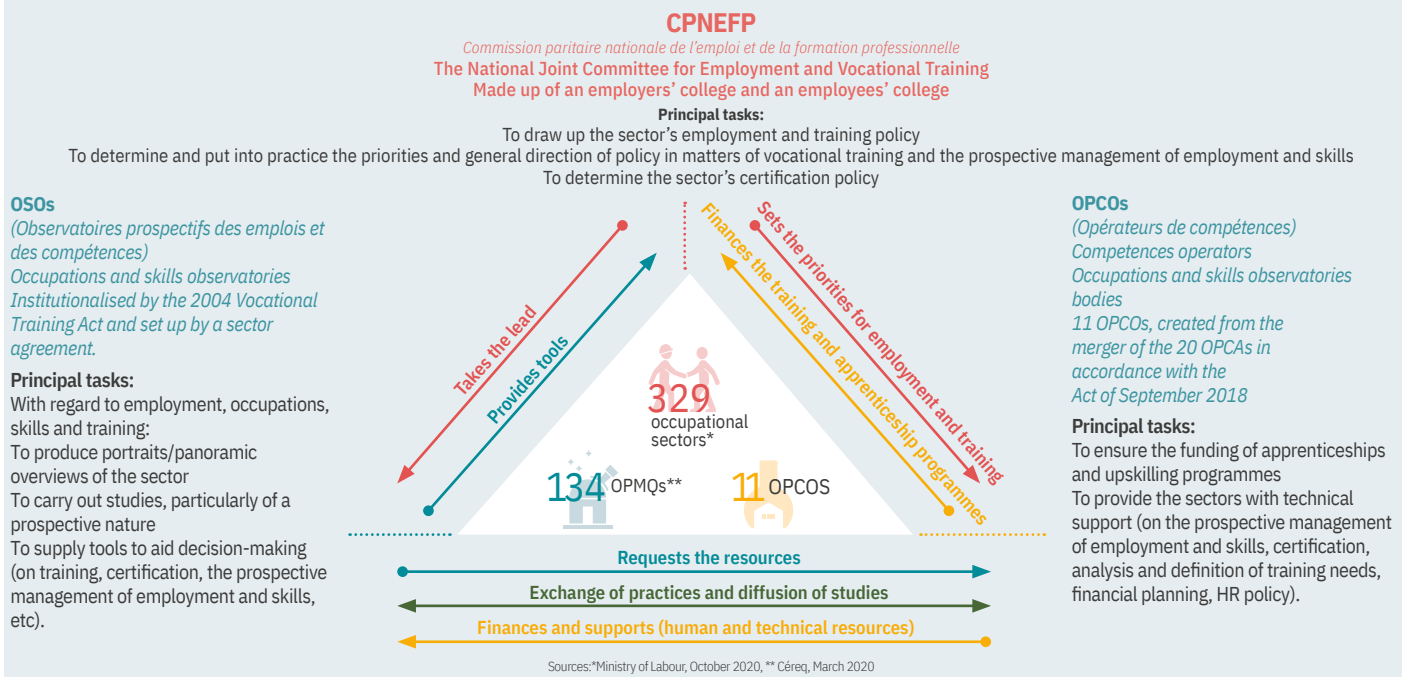 CPNEFP
Commission paritaire nationale de l'emploi et de la formation professionnelle
The National Joint Committee for Employment and Vocational Training
Made up of an employers' college and an employees' college
Principal tasks:
To draw up the sector's employment and training policy
To determine and put into practice the priorities and general direction of policy in matters of vocational training and the prospective management of employment and skills
To determine the sector's certification policy
OSOs
(Observatoires prospectifs des emplois et
des compétences)
Occupations and skills observatories
Institutionalised by the 2004 Vocational
Training Act and set up by a sector
agreement.
Principal tasks:
With regard to employment, occupations,
skills and training:
To produce portraits/panoramic
overviews of the sector
To carry out studies, particularly of a
prospective nature
To supply tools to aid decision-making
(on training, certification, the prospective
management of employment and skills,
etc).
Takes the lead
Provides tools
Finances the training and apprenticeship programmes
Sets the priorities for employment and training
329
occupational
sectors*
134 OPMQs**
11 OPCOS
OPCOs
(Opérateurs de compétences)
Competences operators
Occupations and skills observatories
bodies
11 OPCOs, created from the
merger of the 20 OPCAs in
accordance with the
Act of September 2018
Principal tasks:
To ensure the funding of apprenticeships
and upskilling programmes
To provide the sectors with technical
support (on the prospective management
of employment and skills, certification,
analysis and definition of training needs,
financial planning, HR policy).
Requests the resources
Exchange of practices and diffusion of studies
Finances and supports (human and technical resources)
Sources:*Ministry of Labour, October 2020, ** Céreq, March 2020